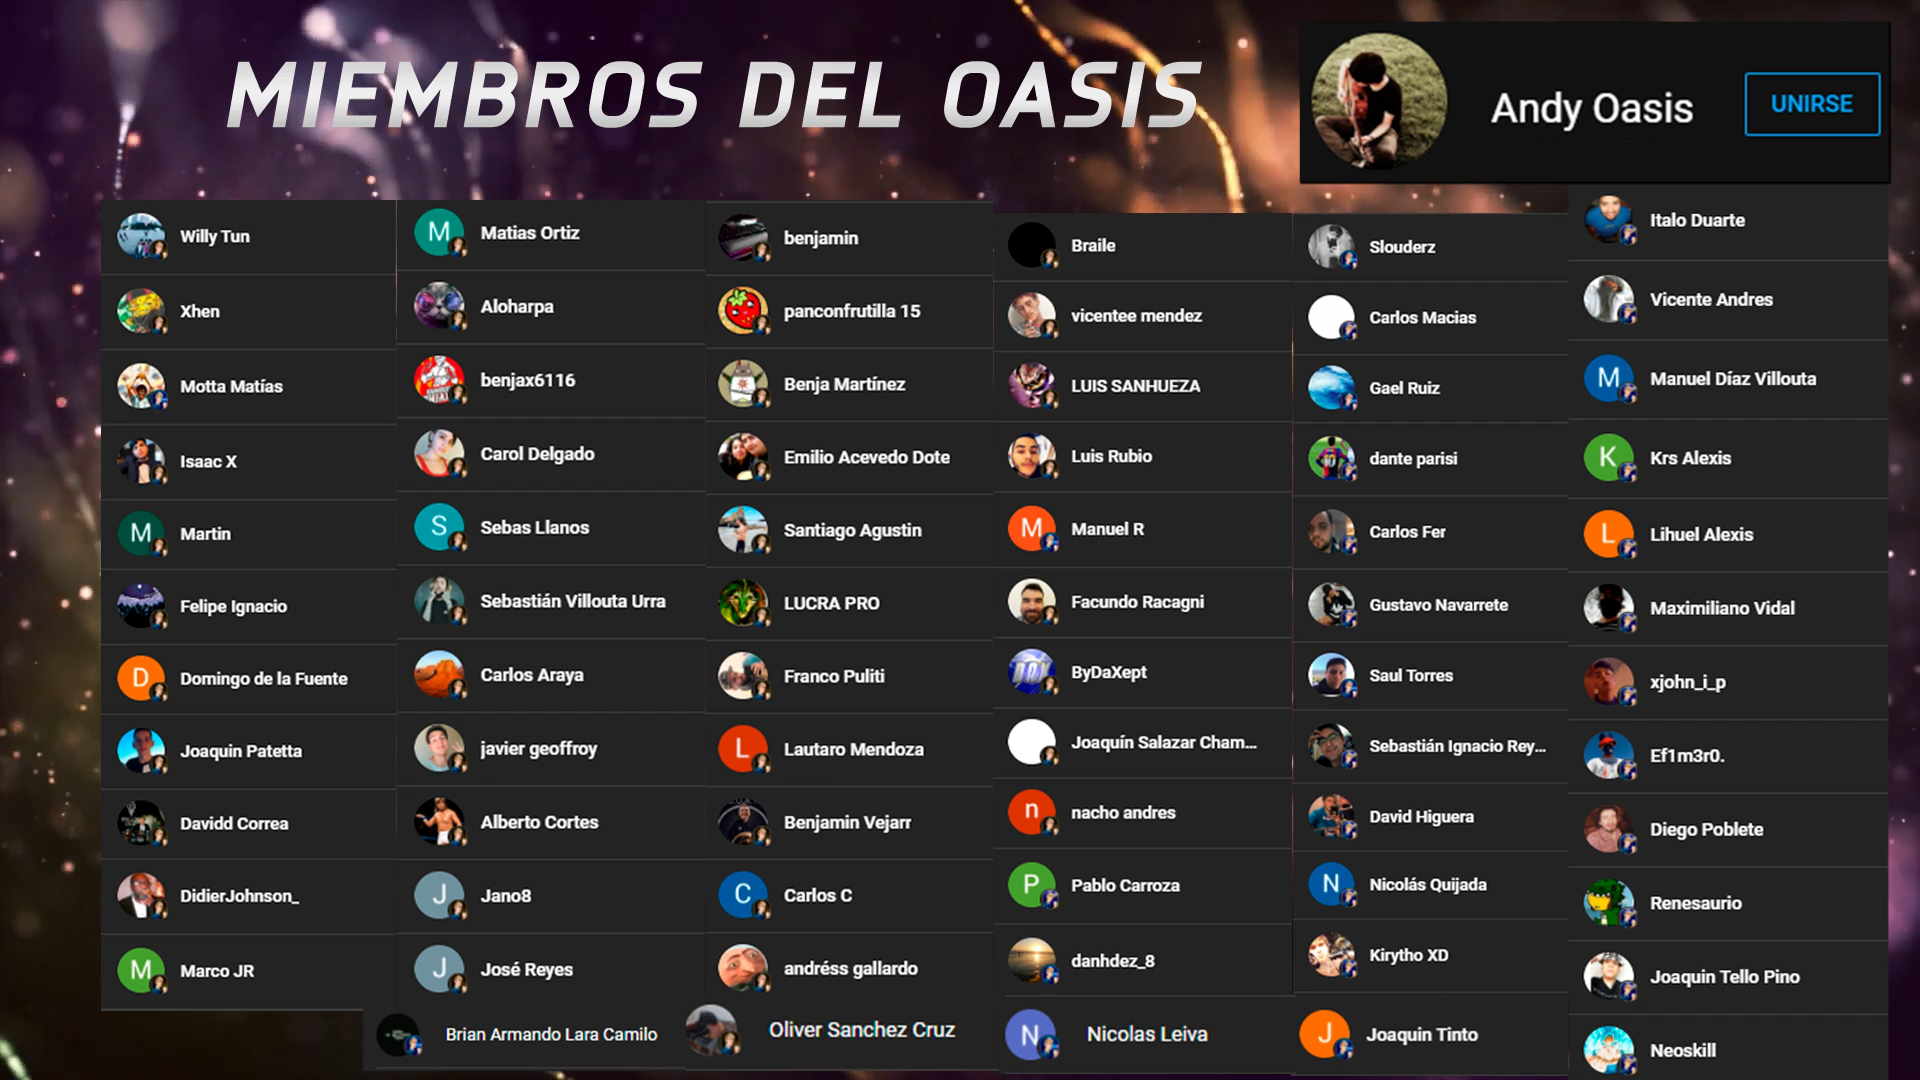 MIEMBROS DEL OASIS
Andy Oasis
UNIRSE
Willy Tun
Xhen
Motta Matías
Isaac X
M
Martin
Felipe Ignacio
D
Domingo de la Fuente
Joaquin Patetta
Davidd Correa
DidierJohnson_
M
Marco JR
M
Matias Ortiz
Aloharpa
benjax6116
Carol Delgado
S
Sebas Llanos
Sebastián Villouta Urra
Carlos Araya
javier geoffroy
Alberto Cortes
J
Jano8
J
José Reyes
benjamin
panconfrutilla 15
Benja Martínez
Emilio Acevedo Dote
Santiago Agustin
LUCRA PRO
Franco Puliti
L
Lautaro Mendoza
Benjamin Vejarr
C
Carlos C
andréss gallardo
Braile
vicentee mendez
LUIS SANHUEZA
Luis Rubio
M
Manuel R
Facundo Racagni
ByDaXept
Joaquín Salazar Cham...
n
nacho andres
P
Pablo Carroza
danhdez_8
Slouderz
Carlos Macias
Gael Ruiz
10
dante parisi
Carlos Fer
Gustavo Navarrete
Saul Torres
Sebastián Ignacio Rey...
David Higuera
N
Nicolás Quijada
Kirytho XD
Italo Duarte
Vicente Andres
M
Manuel Díaz Villouta
K
Krs Alexis
L
Lihuel Alexis
Maximiliano Vidal
xjohn_i_p
Ef1m3r0.
Diego Poblete
Renesaurio
Joaquin Tello Pino
Neoskill
Brian Armando Lara Camilo
Oliver Sanchez Cruz
N
Nicolas Leiva
J
Joaquin Tinto